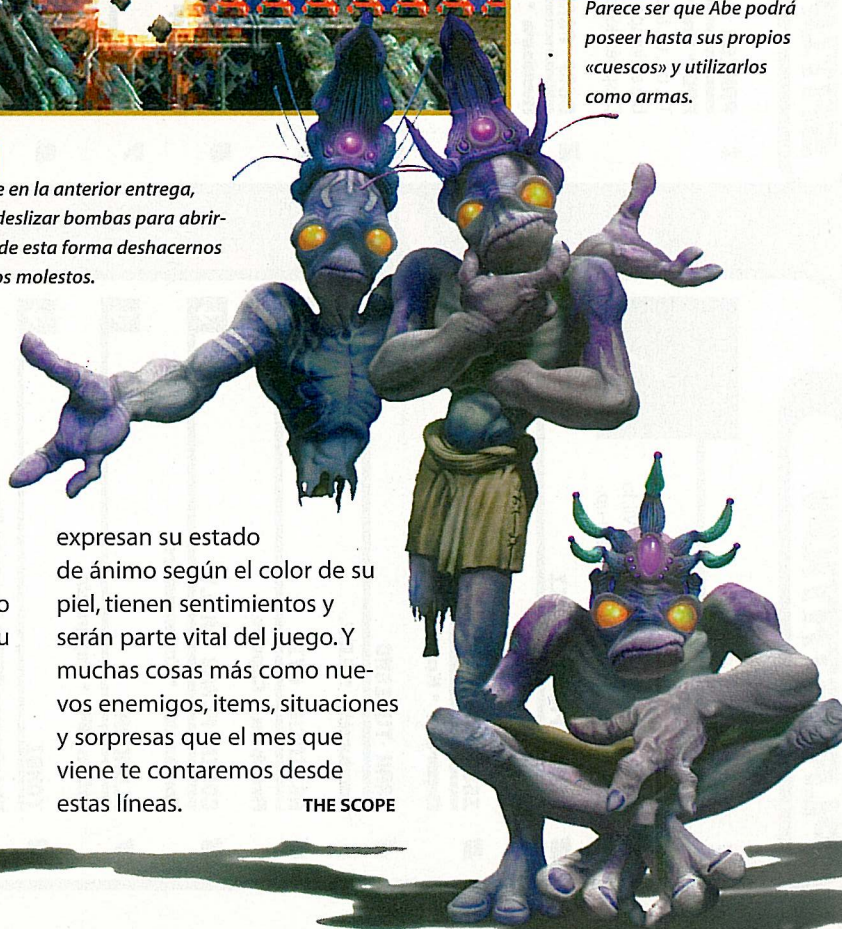 Parece ser que Abe podrá
poseer hasta sus propios
«cuescos» y utilizarlos
como armas.
e en la anterior entrega,
deslizar bombas para abrir-
de esta forma deshacernos
os molestos.
o
u
expresan su estado
de ánimo según el color de su
piel, tienen sentimientos y
serán parte vital del juego. Y
muchas cosas más como nue-
vos enemigos, items, situaciones
y sorpresas que el mes que
viene te contaremos desde
estas líneas. THE SCOPE